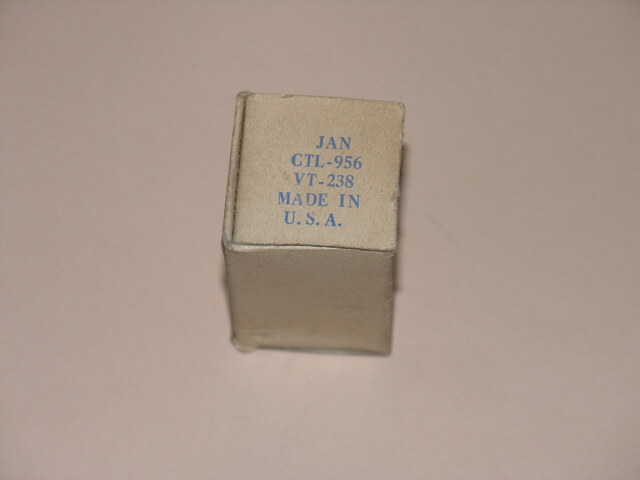 JAN
CTL-956
VT-238
MADE IN
U.S.A.